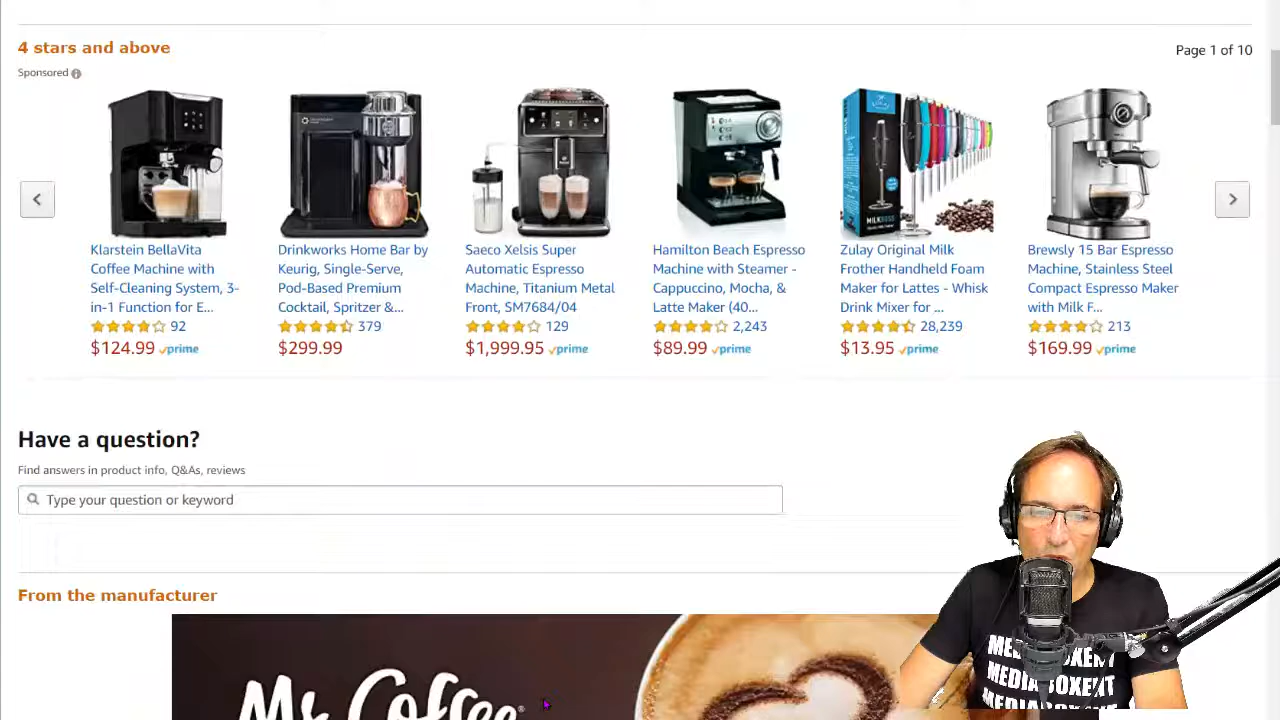 4 stars and above
Page 1 of 10
Sponsored
Klarstein BellaVita
Coffee Machine with
Self-Cleaning System, 3-
in-1 Function for E...
92
$124.99 prime
Drinkworks Home Bar by
Keurig, Single-Serve,
Pod-Based Premium
Cocktail, Spritzer &...
379
$299.99
Saeco Xelsis Super
Automatic Espresso
Machine, Titanium Metal
Front, SM7684/04
129
$1,999.95 prime
Hamilton Beach Espresso
Machine with Steamer -
Cappuccino, Mocha, &
Latte Maker (40...
2,243
$89.99 prime
Zulay Original Milk
Frother Handheld Foam
Maker for Lattes - Whisk
Drink Mixer for ...
28,239
$13.95 prime
Brewsly 15 Bar Espresso
Machine, Stainless Steel
Compact Espresso Maker
with Milk F...
213
$169.99 prime
Have a question?
Find answers in product info, Q&As, reviews
Type your question or keyword
From the manufacturer
Mr Coffee®